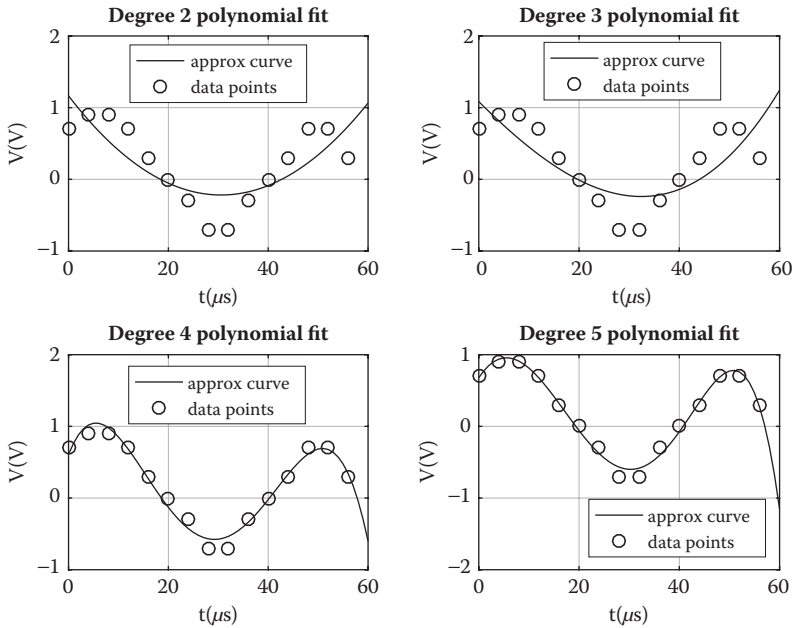 Degree 2 polynomial fit
2
1
0
−1
V(V)
approx curve
data points
0 20 40 60
t(μs)
Degree 3 polynomial fit
2
1
0
−1
V(V)
approx curve
data points
0 20 40 60
t(μs)
Degree 4 polynomial fit
2
1
0
−1
V(V)
approx curve
data points
0 20 40 60
t(μs)
Degree 5 polynomial fit
1
0
−1
−2
V(V)
approx curve
data points
0 20 40 60
t(μs)